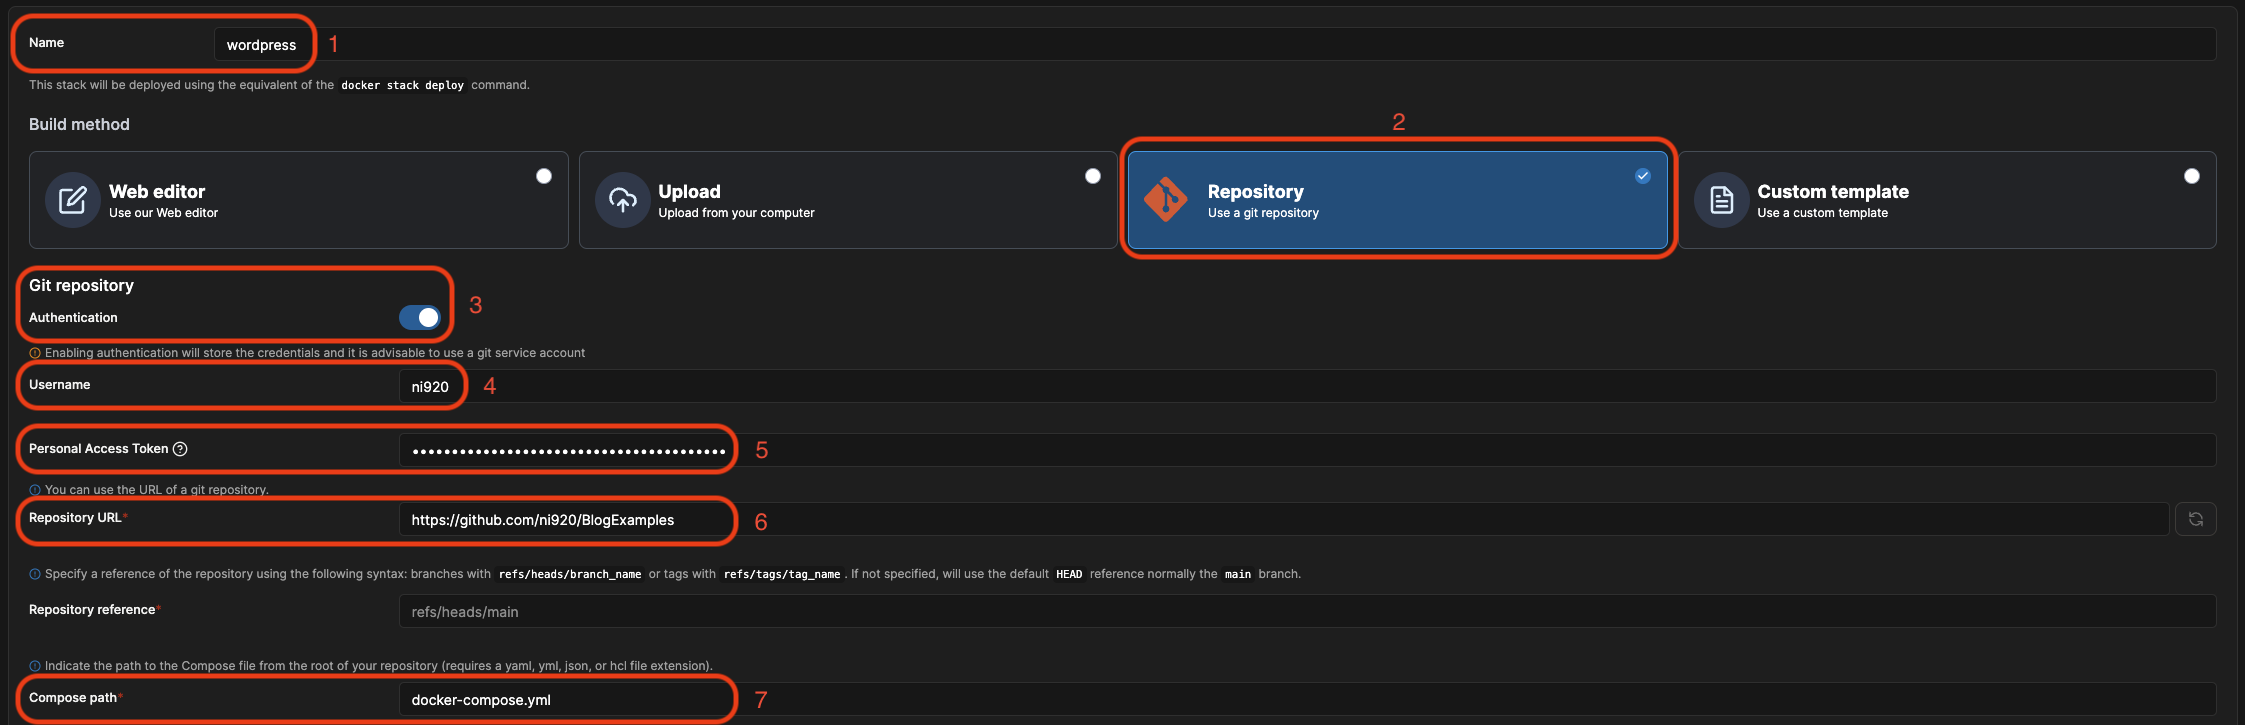 Name wordpress 1
This stack will be deployed using the equivalent of the docker stack deploy command.
Build method
2
Web editor
Use our Web editor
Upload
Upload from your computer
Repository
Use a git repository
Custom template
Use a custom template
Git repository
3
Authentication
Enabling authentication will store the credentials and it is advisable to use a git service account
Username ni920 4
Personal Access Token ? •••••••••••••••••••••••••••••••••••••••• 5
You can use the URL of a git repository.
Repository URL* https://github.com/ni920/BlogExamples 6
Specify a reference of the repository using the following syntax: branches with refs/heads/branch_name or tags with refs/tags/tag_name. If not specified, will use the default HEAD reference normally the main branch.
Repository reference* refs/heads/main
Indicate the path to the Compose file from the root of your repository (requires a yaml, yml, json, or hcl file extension).
Compose path* docker-compose.yml 7